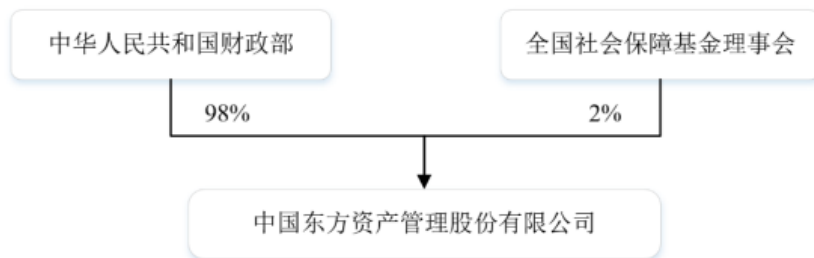 中华人民共和国财政部
全国社会保障基金理事会
98%
2%
中国东方资产管理股份有限公司